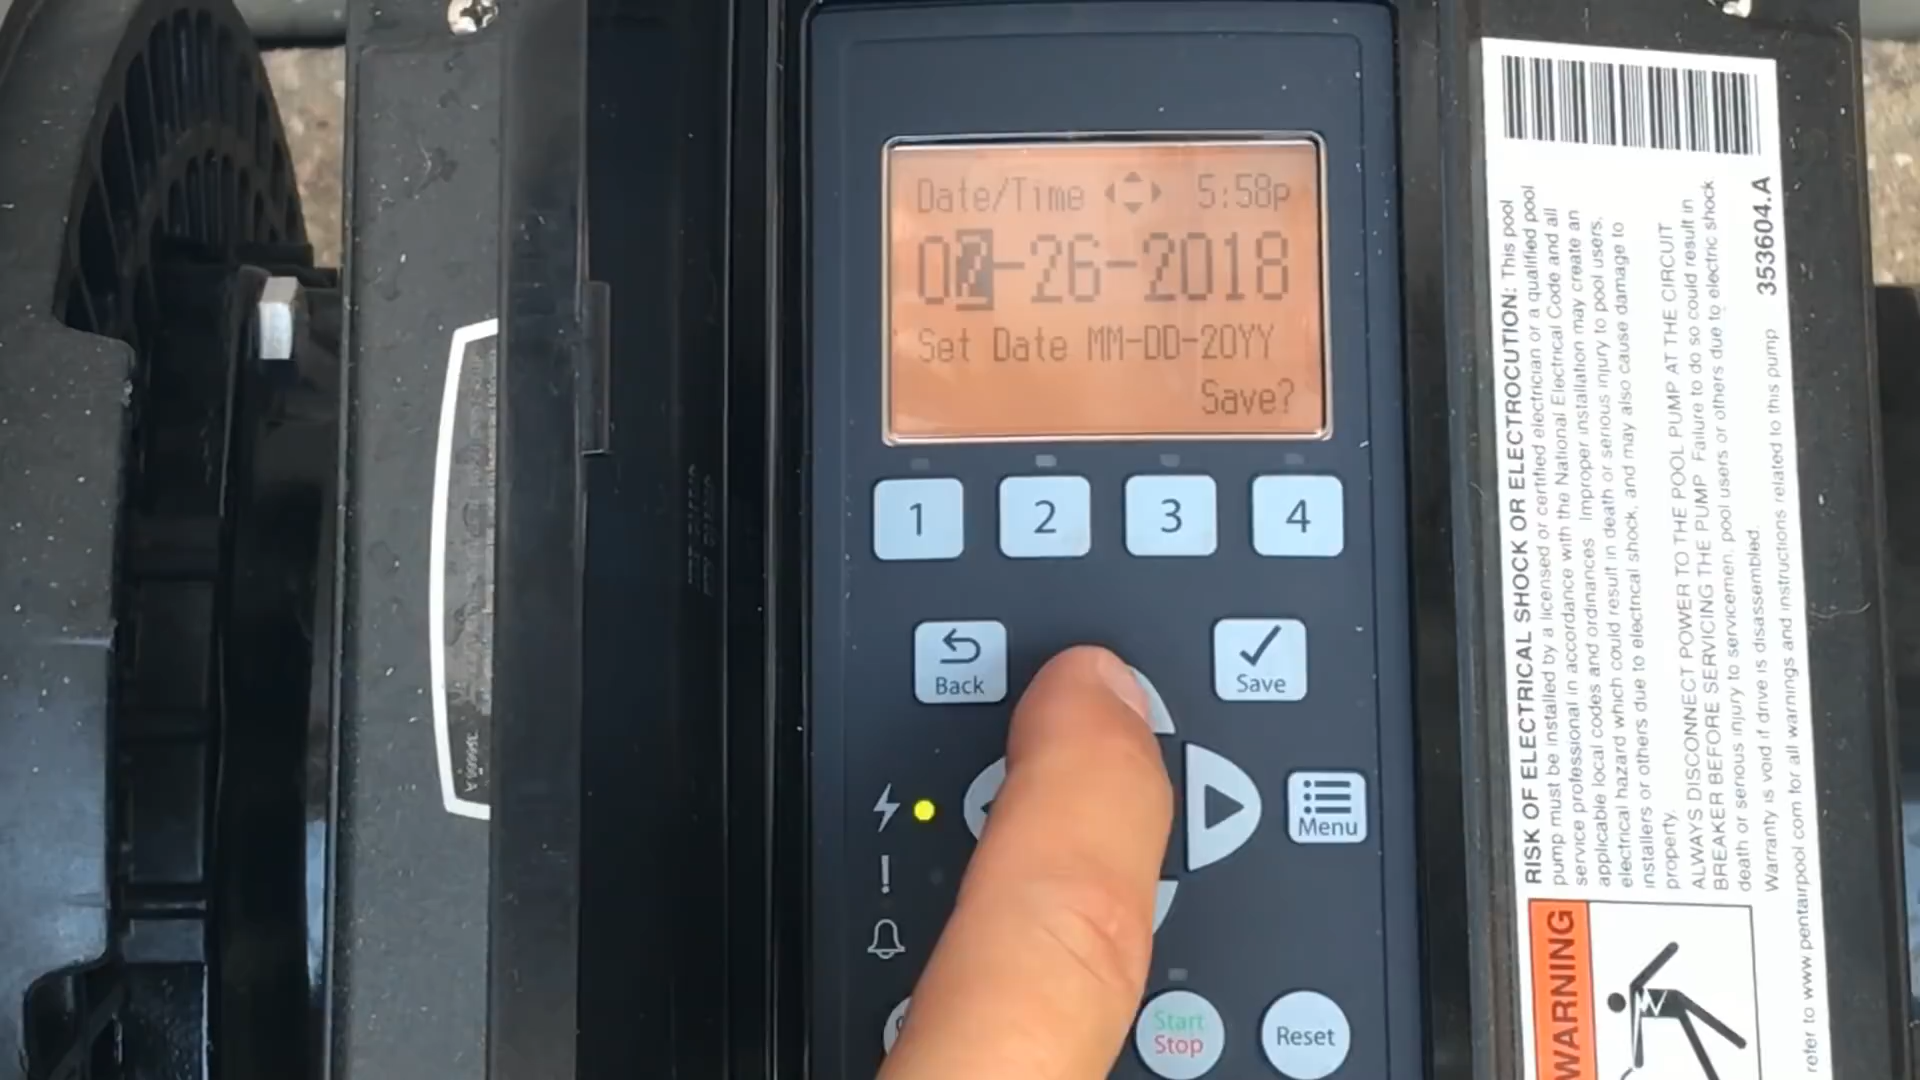 Date/Time 5:58p
02-26-2018
Set Date MM-DD-20YY
Save?
1 2 3 4
Back
Save
Menu
Start
Stop
Reset
353604.A
RISK OF ELECTRICAL SHOCK OR ELECTROCUTION: This pool
pump must be installed by a licensed or certified electrician or a qualified pool
service professional in accordance with the National Electrical Code and all
applicable local codes and ordinances. Improper installation may create an
electrical hazard which could result in death or serious injury to pool users,
installers or others due to electrical shock, and may also cause damage to
property.
ALWAYS DISCONNECT POWER TO THE POOL PUMP AT THE CIRCUIT
BREAKER BEFORE SERVICING THE PUMP. Failure to do so could result in
death or serious injury to servicemen, pool users or others due to electric shock
Warranty is void if drive is disassembled.
refer to www.pentairpool.com for all warnings and instructions related to this pump
WARNING